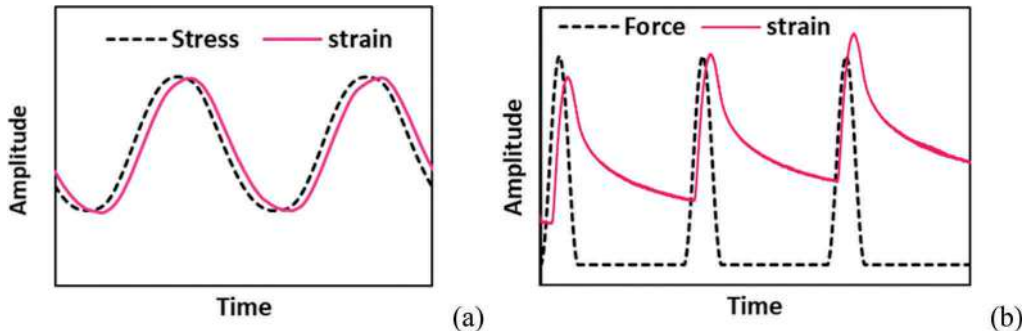 Stress strain
Amplitude
Time
(a)
Force strain
Amplitude
Time
(b)